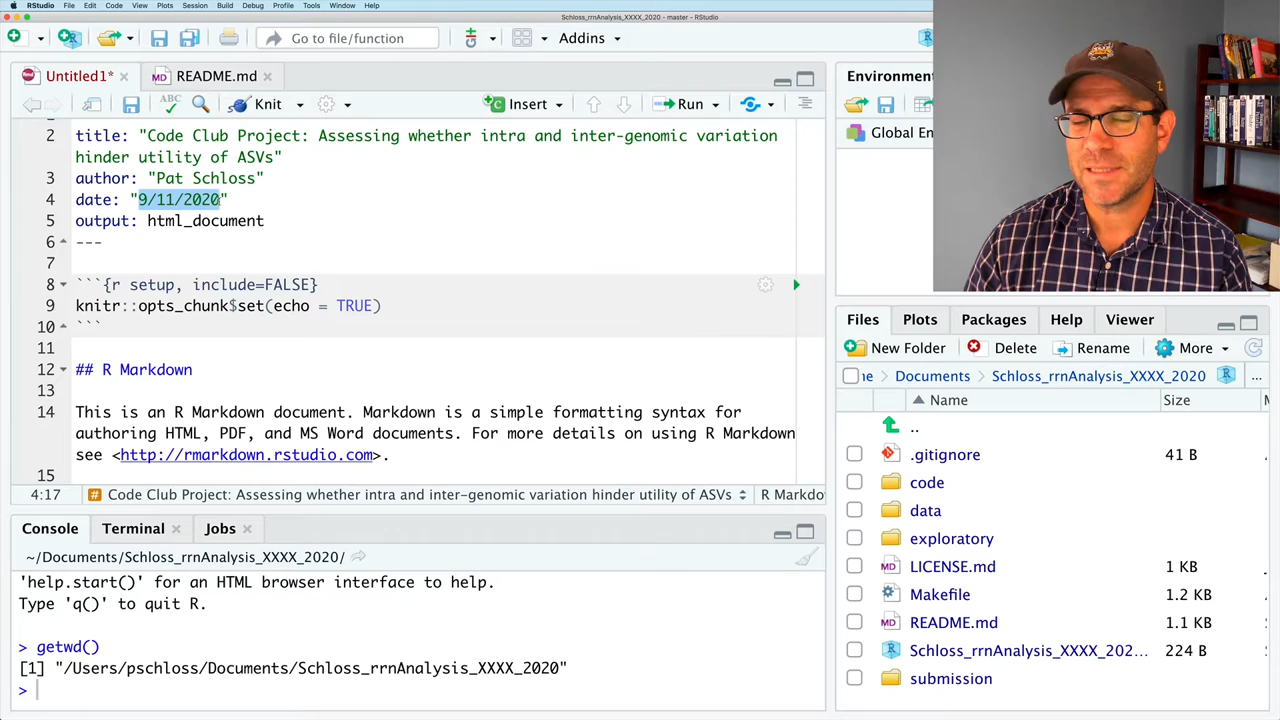 RStudio File Edit Code View Plots Session Build Debug Profile Tools Window Help
Schloss_rrnAnalysis_XXXX_2020 - master - RStudio
Go to file/function
Addins
Untitled1*
README.md
Knit
Insert
Run
2 title: "Code Club Project: Assessing whether intra and inter-genomic variation
hinder utility of ASVs"
3 author: "Pat Schloss"
4 date: "9/11/2020"
5 output: html_document
6 ---
7
8 ```{r setup, include=FALSE}
9 knitr::opts_chunk$set(echo = TRUE)
10 ```
11
12 ## R Markdown
13
14 This is an R Markdown document. Markdown is a simple formatting syntax for
authoring HTML, PDF, and MS Word documents. For more details on using R Markdown
see <http://rmarkdown.rstudio.com>.
15
4:17 # Code Club Project: Assessing whether intra and inter-genomic variation hinder utility of ASVs R Markdo
Console Terminal Jobs
~/Documents/Schloss_rrnAnalysis_XXXX_2020/
'help.start()' for an HTML browser interface to help.
Type 'q()' to quit R.
> getwd()
[1] "/Users/pschloss/Documents/Schloss_rrnAnalysis_XXXX_2020"
>
Environmen
Global En
Files Plots Packages Help Viewer
New Folder Delete Rename More
me Documents Schloss_rrnAnalysis_XXXX_2020 ...
Name Size
..
.gitignore 41 B
code
data
exploratory
LICENSE.md 1 KB
Makefile 1.2 KB
README.md 1.1 KB
Schloss_rrnAnalysis_XXXX_202... 224 B
submission